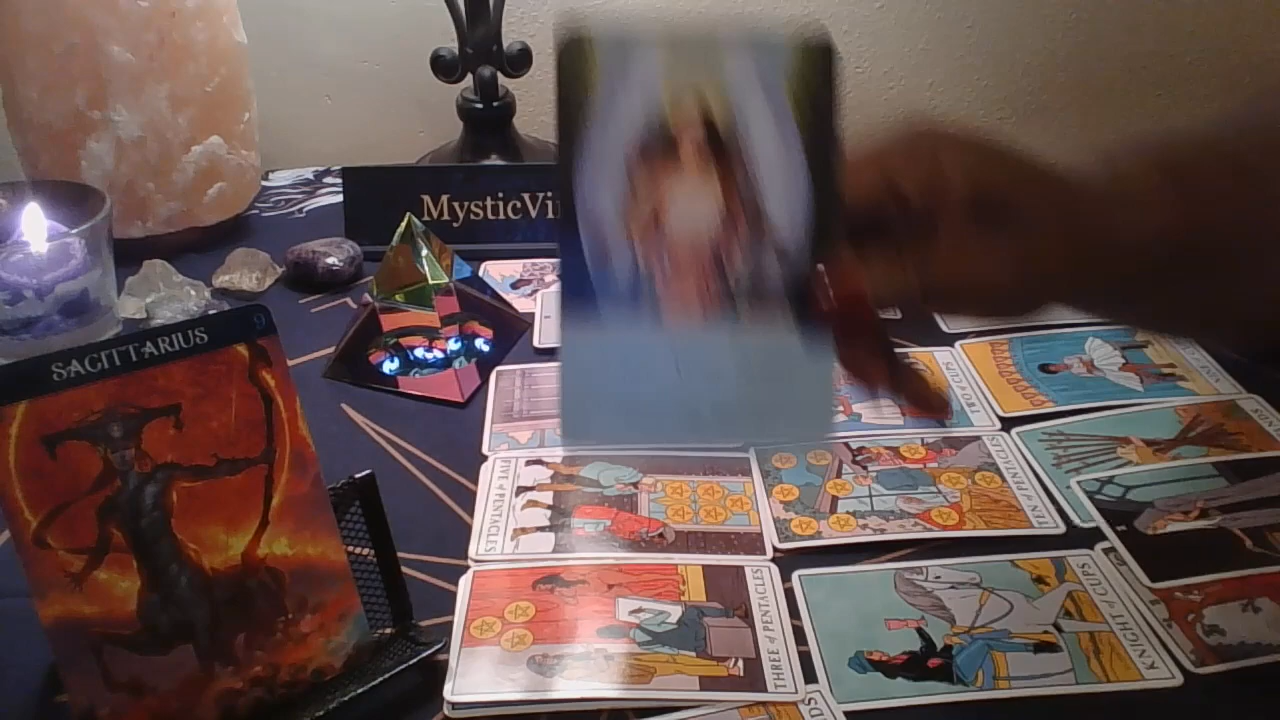 MysticVi
SAGITTARIUS 9
TWO of CUPS
FIVE of PENTACLES
TEN of PENTACLES
THREE of PENTACLES
KNIGHT of CUPS